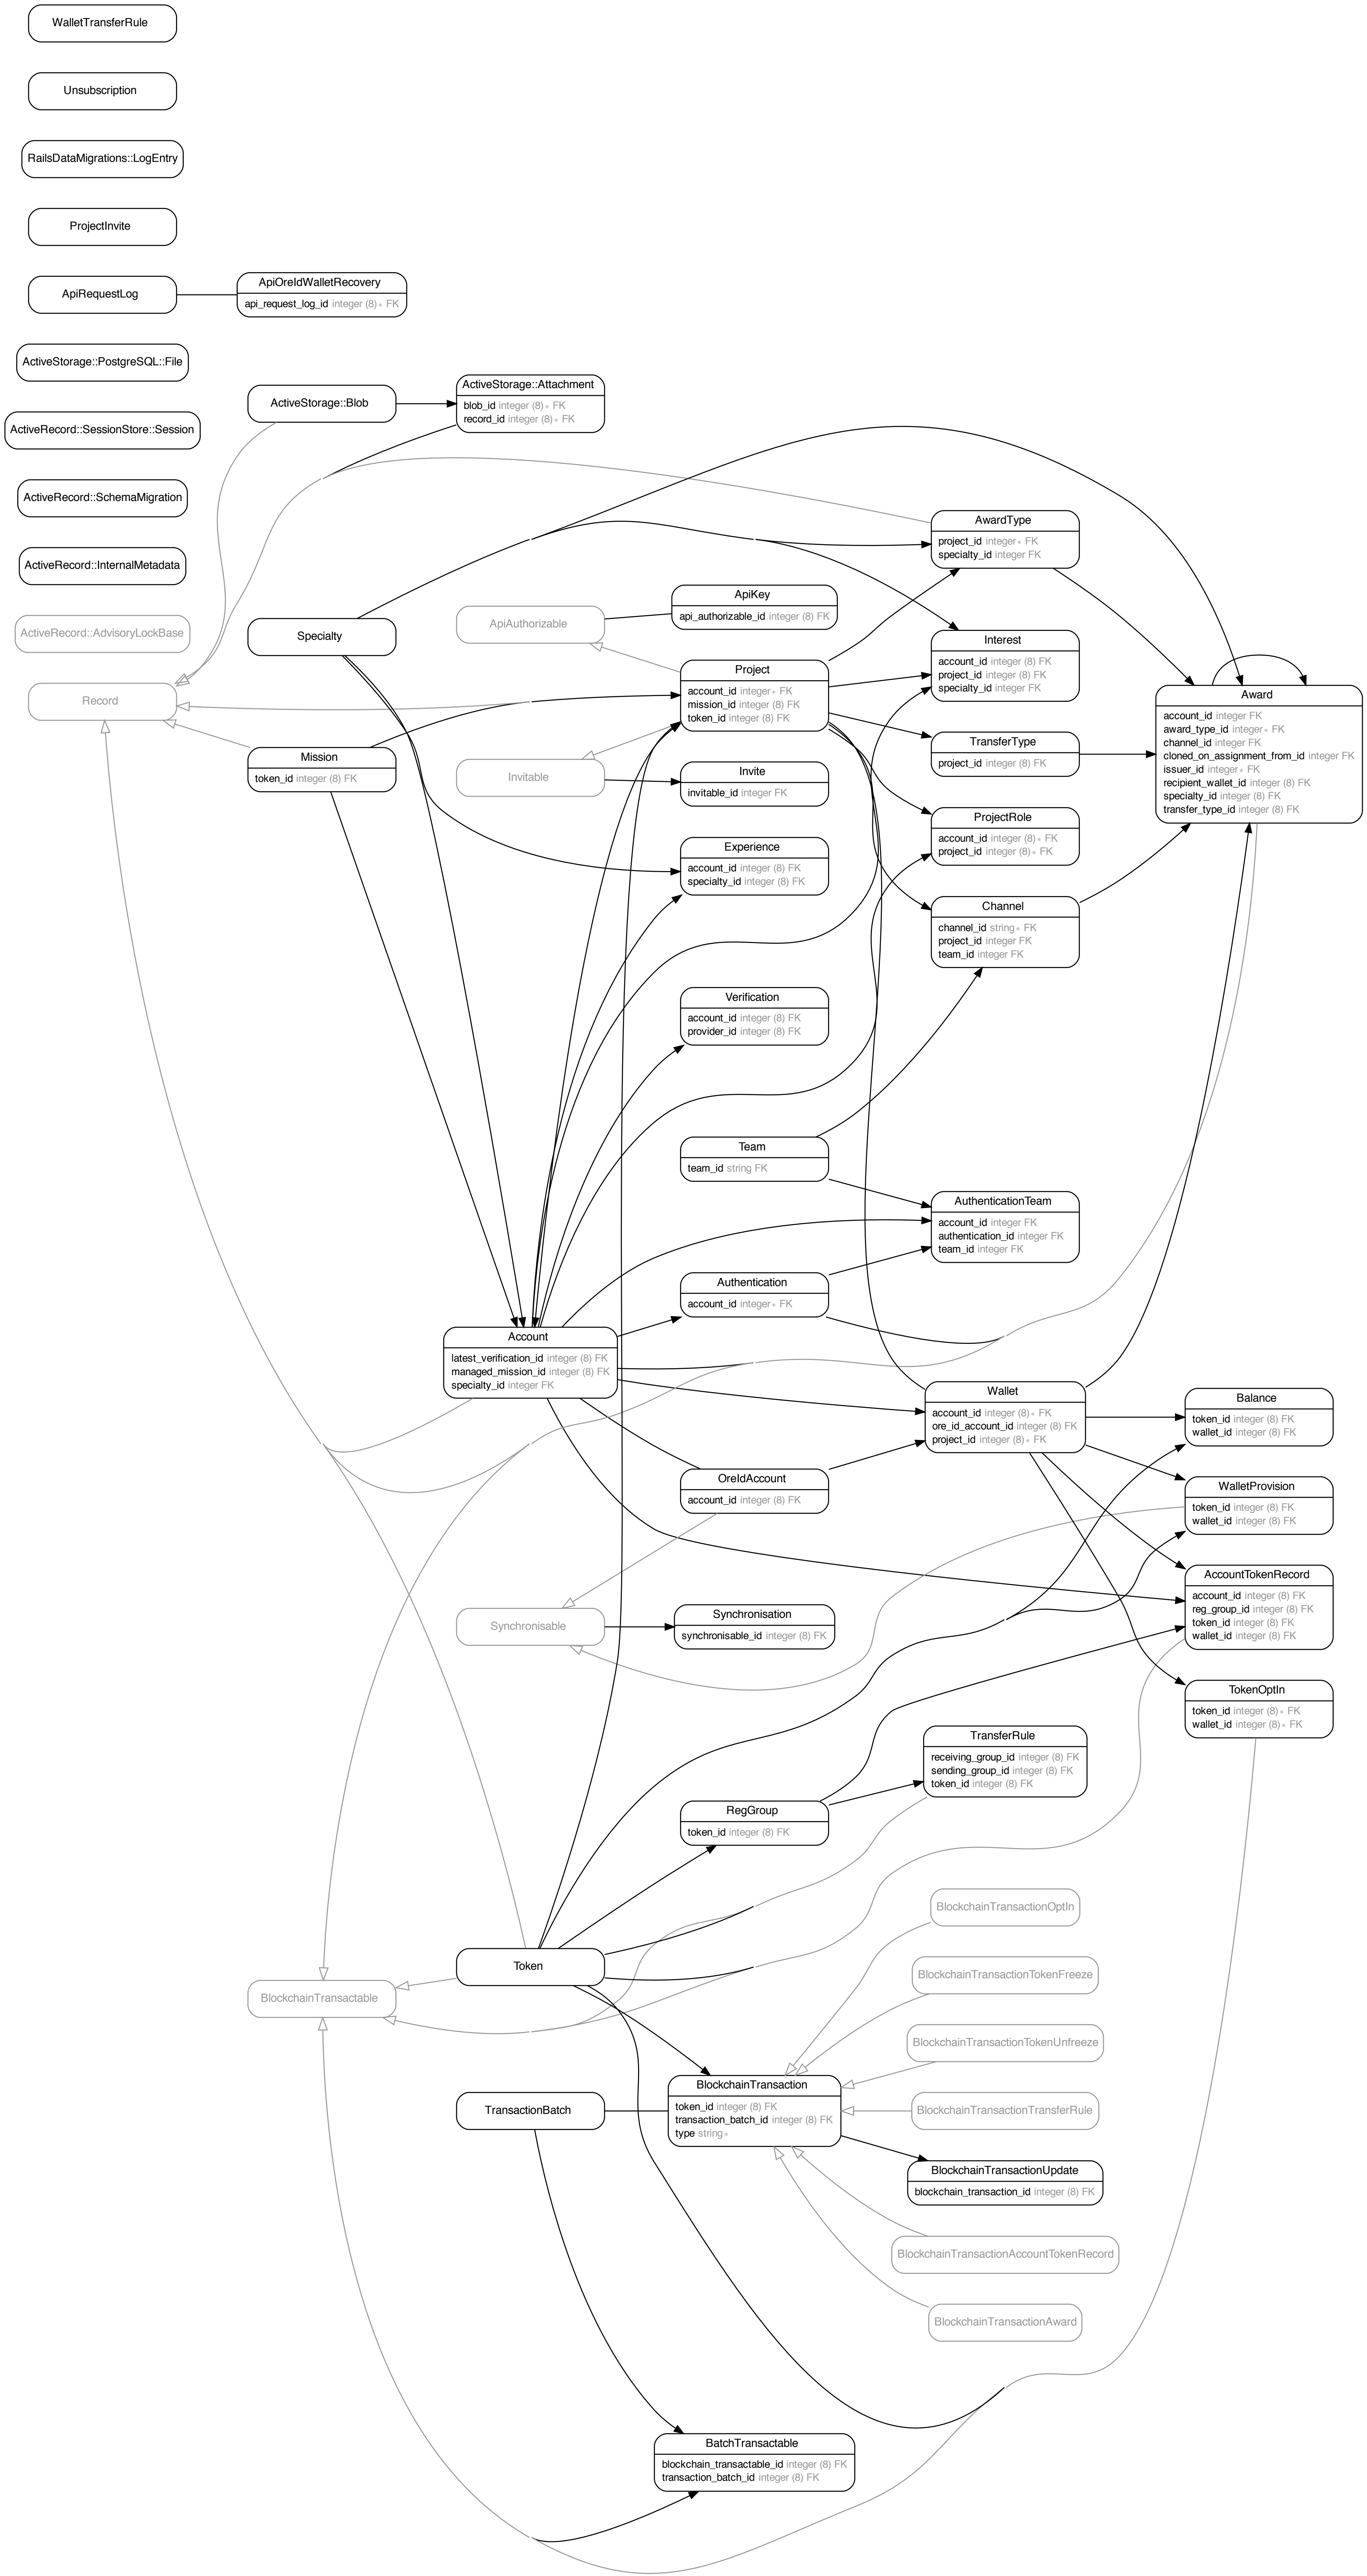 WalletTransferRule
Unsubscription
RailsDataMigrations::LogEntry
ProjectInvite
ApiRequestLog
ApiOreIdWalletRecovery
api_request_log_id integer (8) ∗ FK
ActiveStorage::PostgreSQL::File
ActiveStorage::Blob
ActiveStorage::Attachment
blob_id integer (8) ∗ FK
record_id integer (8) ∗ FK
ActiveRecord::SessionStore::Session
ActiveRecord::SchemaMigration
ActiveRecord::InternalMetadata
ActiveRecord::AdvisoryLockBase
Record
Specialty
Mission
token_id integer (8) FK
ApiAuthorizable
ApiKey
api_authorizable_id integer (8) FK
Project
account_id integer ∗ FK
mission_id integer (8) FK
token_id integer (8) FK
Invitable
Invite
invitable_id integer FK
Experience
account_id integer (8) FK
specialty_id integer (8) FK
Verification
account_id integer (8) FK
provider_id integer (8) FK
Team
team_id string FK
Authentication
account_id integer ∗ FK
AwardType
project_id integer ∗ FK
specialty_id integer FK
Interest
account_id integer (8) FK
project_id integer (8) FK
specialty_id integer FK
TransferType
project_id integer (8) FK
ProjectRole
account_id integer (8) ∗ FK
project_id integer (8) ∗ FK
Channel
channel_id string ∗ FK
project_id integer FK
team_id integer FK
AuthenticationTeam
account_id integer FK
authentication_id integer FK
team_id integer FK
Award
account_id integer FK
award_type_id integer ∗ FK
channel_id integer FK
cloned_on_assignment_from_id integer FK
issuer_id integer ∗ FK
recipient_wallet_id integer (8) FK
specialty_id integer (8) FK
transfer_type_id integer (8) FK
Account
latest_verification_id integer (8) FK
managed_mission_id integer (8) FK
specialty_id integer FK
Wallet
account_id integer (8) ∗ FK
ore_id_account_id integer (8) FK
project_id integer (8) ∗ FK
OreIdAccount
account_id integer (8) FK
Balance
token_id integer (8) FK
wallet_id integer (8) FK
WalletProvision
token_id integer (8) FK
wallet_id integer (8) FK
AccountTokenRecord
account_id integer (8) FK
reg_group_id integer (8) FK
token_id integer (8) FK
wallet_id integer (8) FK
TokenOptIn
token_id integer (8) ∗ FK
wallet_id integer (8) ∗ FK
Synchronisable
Synchronisation
synchronisable_id integer (8) FK
TransferRule
receiving_group_id integer (8) FK
sending_group_id integer (8) FK
token_id integer (8) FK
RegGroup
token_id integer (8) FK
Token
BlockchainTransactable
BlockchainTransactionOptIn
BlockchainTransactionTokenFreeze
BlockchainTransactionTokenUnfreeze
BlockchainTransactionTransferRule
TransactionBatch
BlockchainTransaction
token_id integer (8) FK
transaction_batch_id integer (8) FK
type string ∗
BlockchainTransactionUpdate
blockchain_transaction_id integer (8) FK
BlockchainTransactionAccountTokenRecord
BlockchainTransactionAward
BatchTransactable
blockchain_transactable_id integer (8) FK
transaction_batch_id integer (8) FK